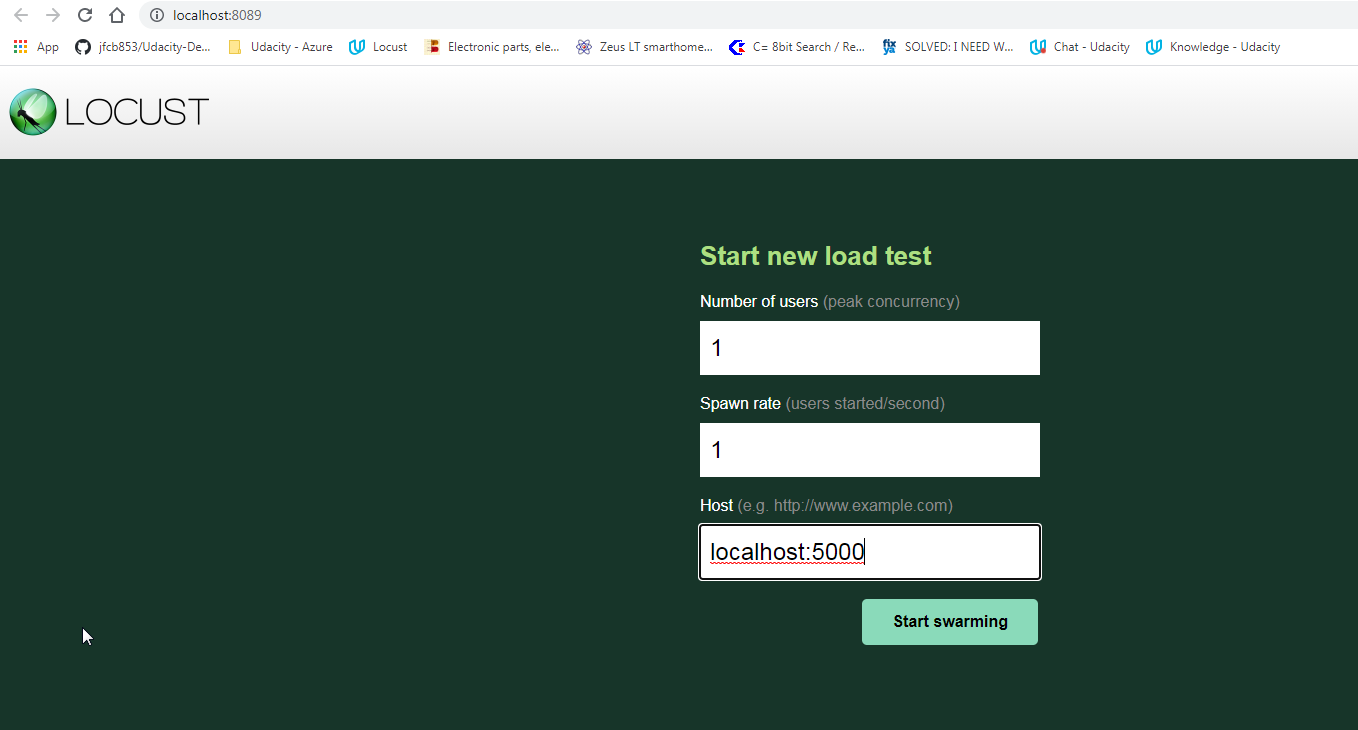 localhost:8089
App jfcb853/Udacity-De... Udacity - Azure Locust Electronic parts, ele... Zeus LT smarthome... C= 8bit Search / Re... fix ya SOLVED: I NEED W... Chat - Udacity Knowledge - Udacity
LOCUST
Start new load test
Number of users (peak concurrency)
1
Spawn rate (users started/second)
1
Host (e.g. http://www.example.com)
localhost:5000
Start swarming